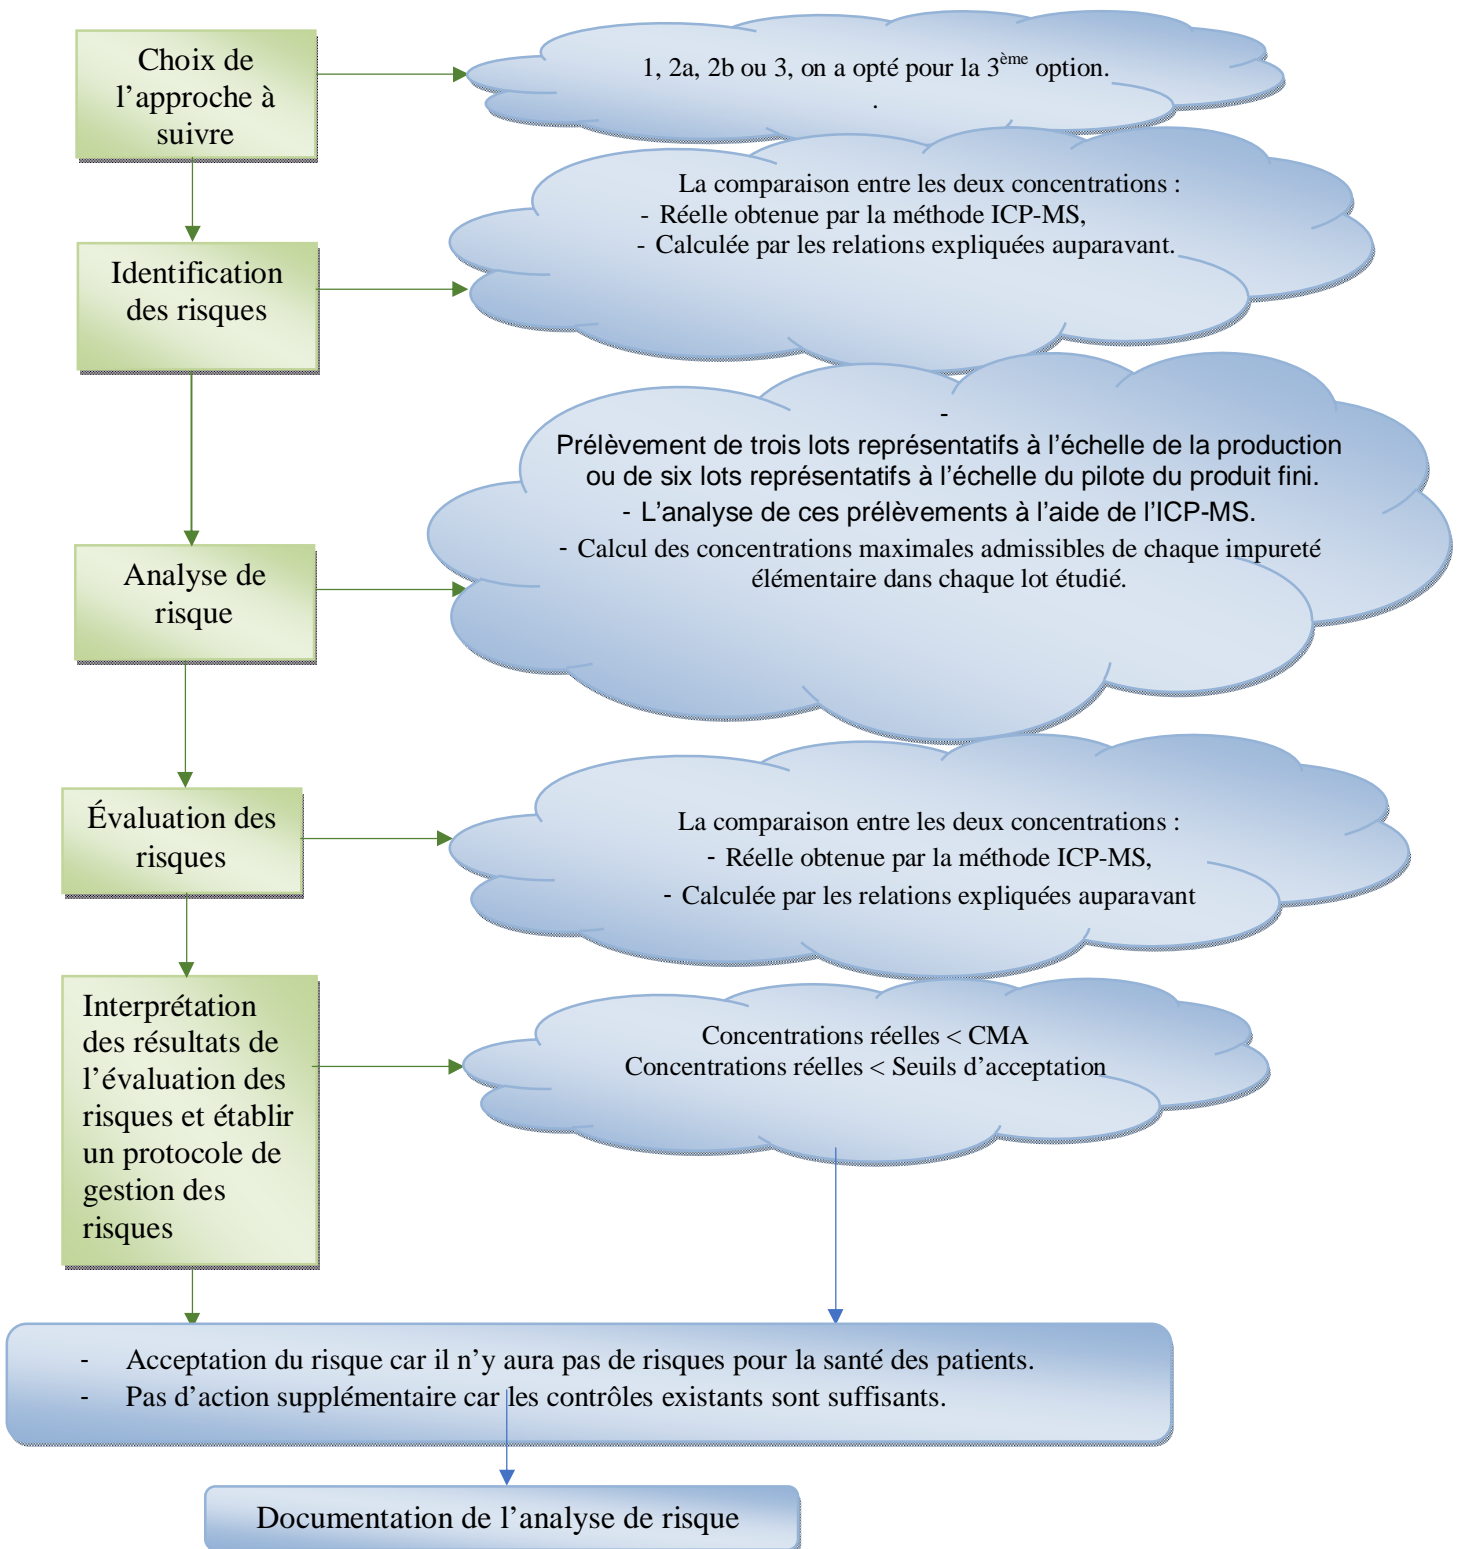 Choix de
l’approche à
suivre
1, 2a, 2b ou 3, on a opté pour la 3ème option.
.
Identification
des risques
La comparaison entre les deux concentrations :
- Réelle obtenue par la méthode ICP-MS,
- Calculée par les relations expliquées auparavant.
Analyse de
risque
-
Prélèvement de trois lots représentatifs à l’échelle de la production
ou de six lots représentatifs à l’échelle du pilote du produit fini.
- L’analyse de ces prélèvements à l’aide de l’ICP-MS.
- Calcul des concentrations maximales admissibles de chaque impureté
élémentaire dans chaque lot étudié.
Évaluation des
risques
La comparaison entre les deux concentrations :
- Réelle obtenue par la méthode ICP-MS,
- Calculée par les relations expliquées auparavant
Interprétation
des résultats de
l’évaluation des
risques et établir
un protocole de
gestion des
risques
Concentrations réelles < CMA
Concentrations réelles < Seuils d’acceptation
- Acceptation du risque car il n’y aura pas de risques pour la santé des patients.
- Pas d’action supplémentaire car les contrôles existants sont suffisants.
Documentation de l’analyse de risque